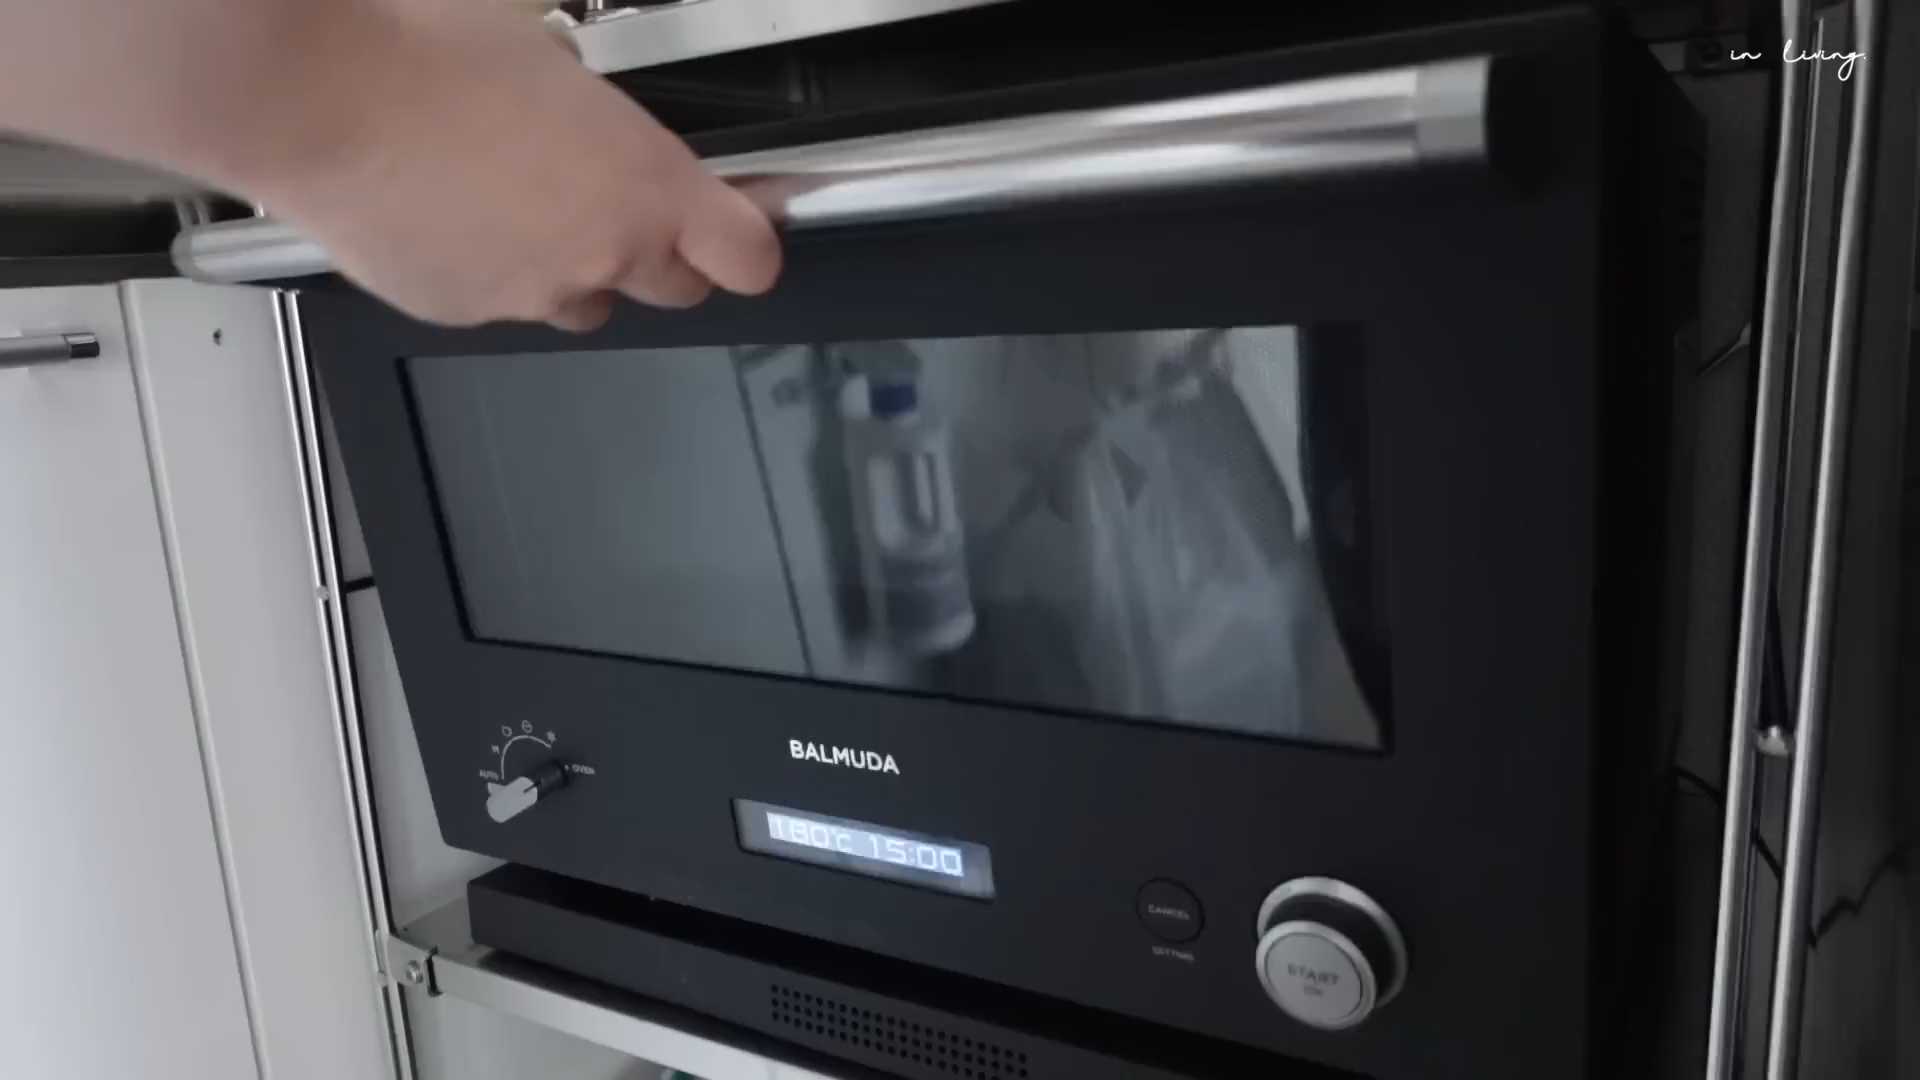 in living.
AUTO
M
OVEN
BALMUDA
180℃ 15:00
CANCEL
SETTING
START